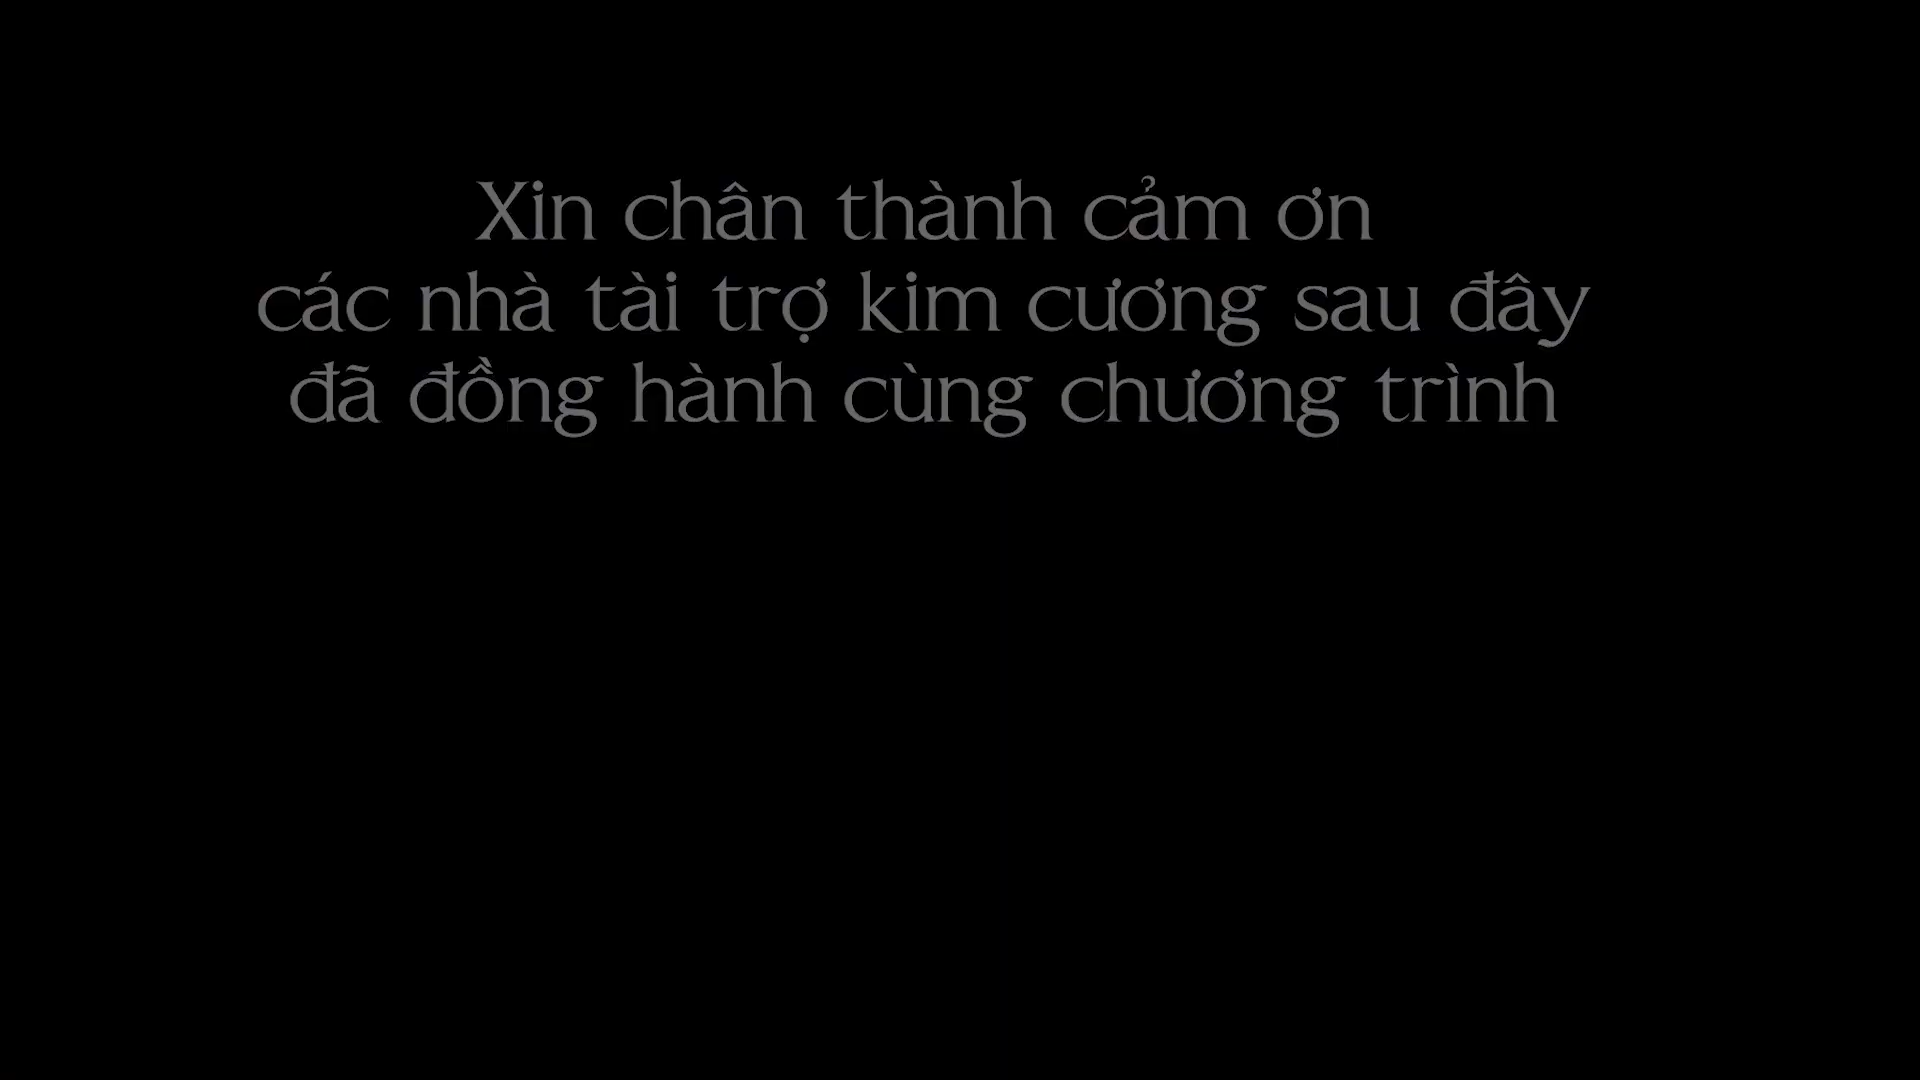 Xin chân thành cảm ơn
các nhà tài trợ kim cương sau đây
đã đồng hành cùng chương trình